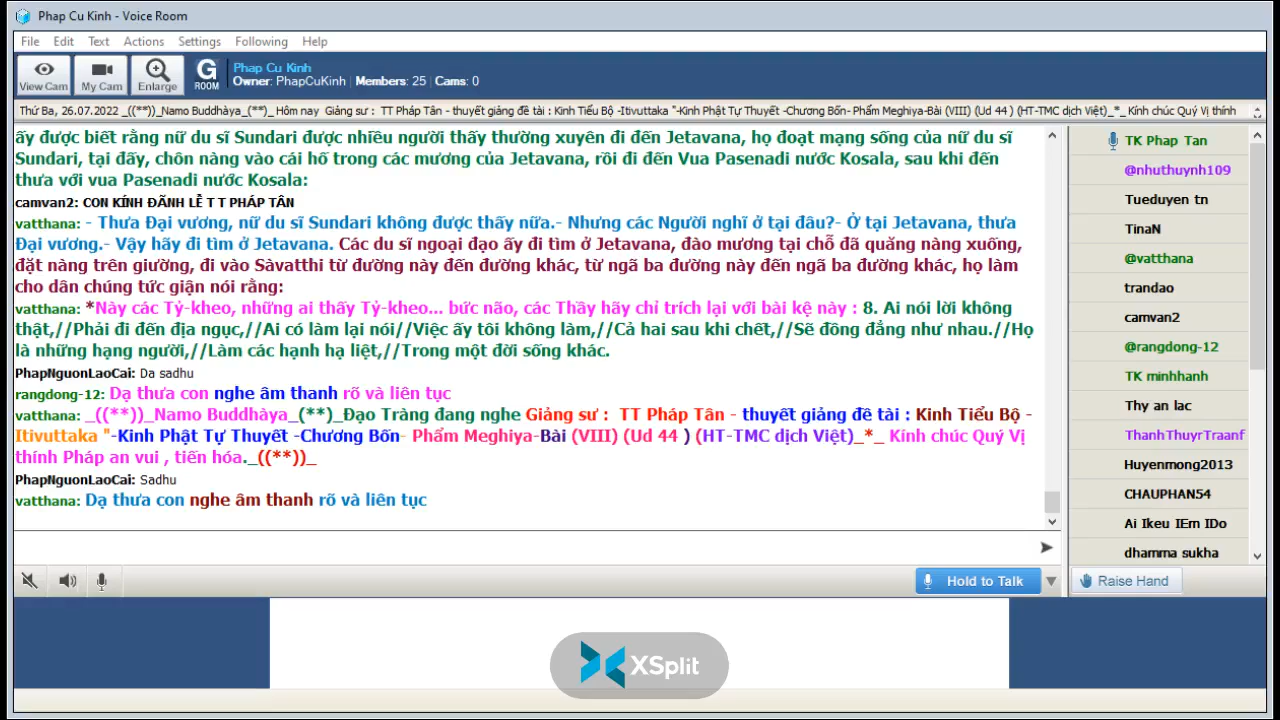 Phap Cu Kinh - Voice Room
File Edit Text Actions Settings Following Help
View Cam My Cam Enlarge G ROOM Phap Cu Kinh
Owner: PhapCuKinh | Members: 25 | Cams: 0
Thứ Ba, 26.07.2022 _((**))_Namo Buddhàya_(**)_ Hôm nay Giảng sư : TT Pháp Tân - thuyết giảng đề tài : Kinh Tiểu Bộ -Itivuttaka "-Kinh Phật Tự Thuyết -Chương Bốn- Phẩm Meghiya-Bài (VIII) (Ud 44 ) (HT-TMC dịch Việt)_*_ Kính chúc Quý Vị thính
ấy được biết rằng nữ du sĩ Sundari được nhiều người thấy thường xuyên đi đến Jetavana, họ đoạt mạng sống của nữ du sĩ
Sundari, tại đấy, chôn nàng vào cái hố trong các mương của Jetavana, rồi đi đến Vua Pasenadi nước Kosala, sau khi đến
thưa với vua Pasenadi nước Kosala:
camvan2: CON KÍNH ĐÃNH LỄ T T PHÁP TÂN
vatthana: - Thưa Đại vương, nữ du sĩ Sundari không được thấy nữa.- Nhưng các Người nghĩ ở tại đâu?- Ở tại Jetavana, thưa
Đại vương.- Vậy hãy đi tìm ở Jetavana. Các du sĩ ngoại đạo ấy đi tìm ở Jetavana, đào mương tại chỗ đã quăng nàng xuống,
đặt nàng trên giường, đi vào Sàvatthi từ đường này đến đường khác, từ ngã ba đường này đến ngã ba đường khác, họ làm
cho dân chúng tức giận nói rằng:
vatthana: *Này các Tỷ-kheo, những ai thấy Tỷ-kheo... bức não, các Thầy hãy chỉ trích lại với bài kệ này : 8. Ai nói lời không
thật,//Phải đi đến địa ngục,//Ai có làm lại nói//Việc ấy tôi không làm,//Cả hai sau khi chết,//Sẽ đồng đẳng như nhau.//Họ
là những hạng người,//Làm các hạnh hạ liệt,//Trong một đời sống khác.
PhapNguonLaoCai: Da sadhu
rangdong-12: Dạ thưa con nghe âm thanh rõ và liên tục
vatthana: _((**))_Namo Buddhàya_(**)_Đạo Tràng đang nghe Giảng sư : TT Pháp Tân - thuyết giảng đề tài : Kinh Tiểu Bộ -
Itivuttaka "-Kinh Phật Tự Thuyết -Chương Bốn- Phẩm Meghiya-Bài (VIII) (Ud 44 ) (HT-TMC dịch Việt)_*_ Kính chúc Quý Vị
thính Pháp an vui , tiến hóa._((**))_
PhapNguonLaoCai: Sadhu
vatthana: Dạ thưa con nghe âm thanh rõ và liên tục
TK Phap Tan
@nhuthuynh109
Tueduyen tn
TinaN
@vatthana
trandao
camvan2
@rangdong-12
TK minhhanh
Thy an lac
ThanhThuyrTraanf
Huyenmong2013
CHAUPHAN54
Ai Ikeu IEm IDo
dhamma sukha
Hold to Talk
Raise Hand
XSplit